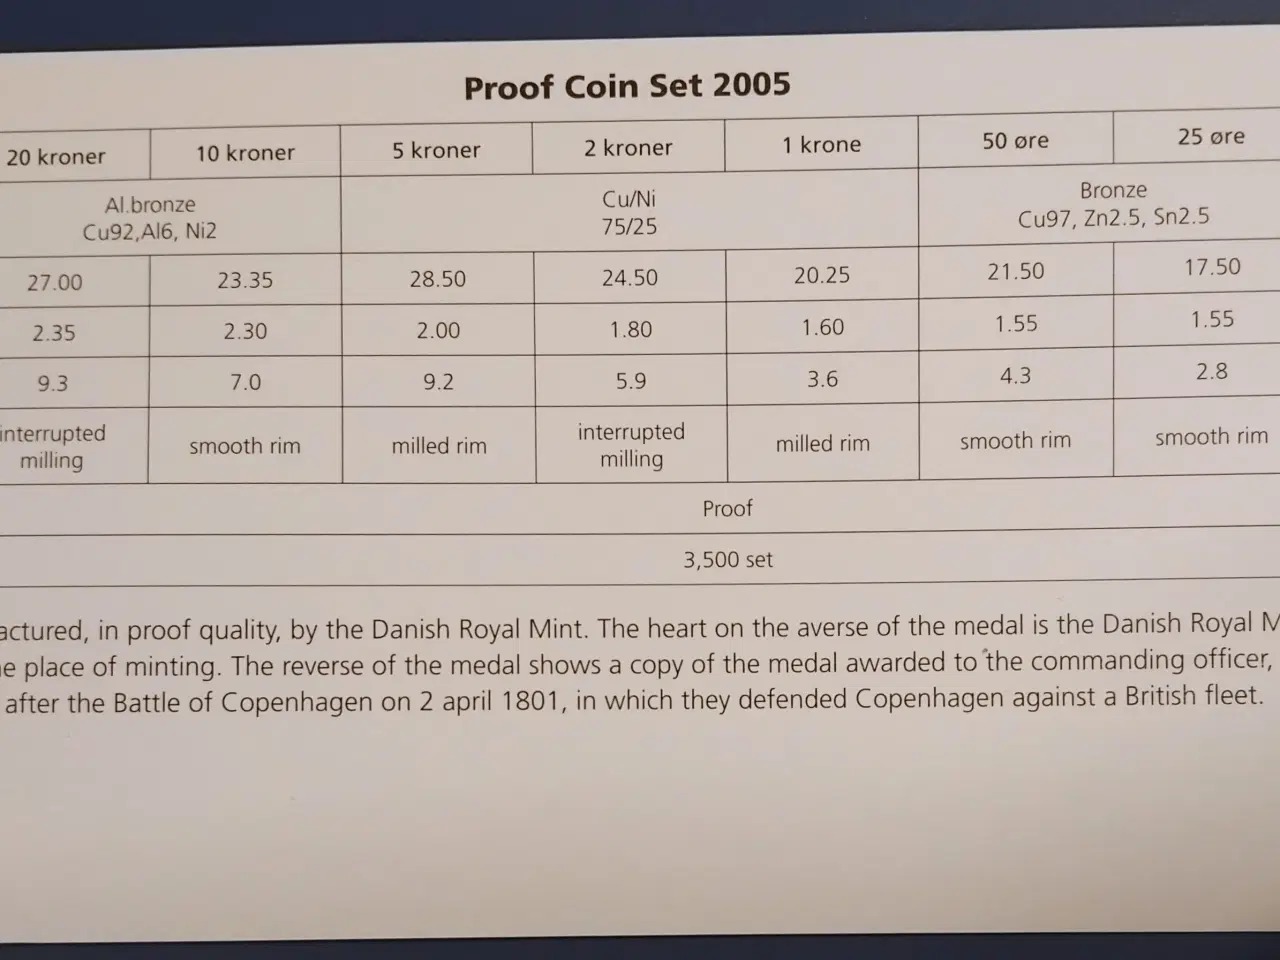 Proof Coin Set 2005
20 kroner 10 kroner 5 kroner 2 kroner 1 krone 50 øre 25 øre
Al.bronze
Cu92,Al6, Ni2
Cu/Ni
75/25
Bronze
Cu97, Zn2.5, Sn2.5
27.00 23.35 28.50 24.50 20.25 21.50 17.50
2.35 2.30 2.00 1.80 1.60 1.55 1.55
9.3 7.0 9.2 5.9 3.6 4.3 2.8
interrupted
milling
smooth rim
milled rim
interrupted
milling
milled rim
smooth rim
smooth rim
Proof
3,500 set
actured, in proof quality, by the Danish Royal Mint. The heart on the averse of the medal is the Danish Royal M
e place of minting. The reverse of the medal shows a copy of the medal awarded to the commanding officer,
after the Battle of Copenhagen on 2 april 1801, in which they defended Copenhagen against a British fleet.